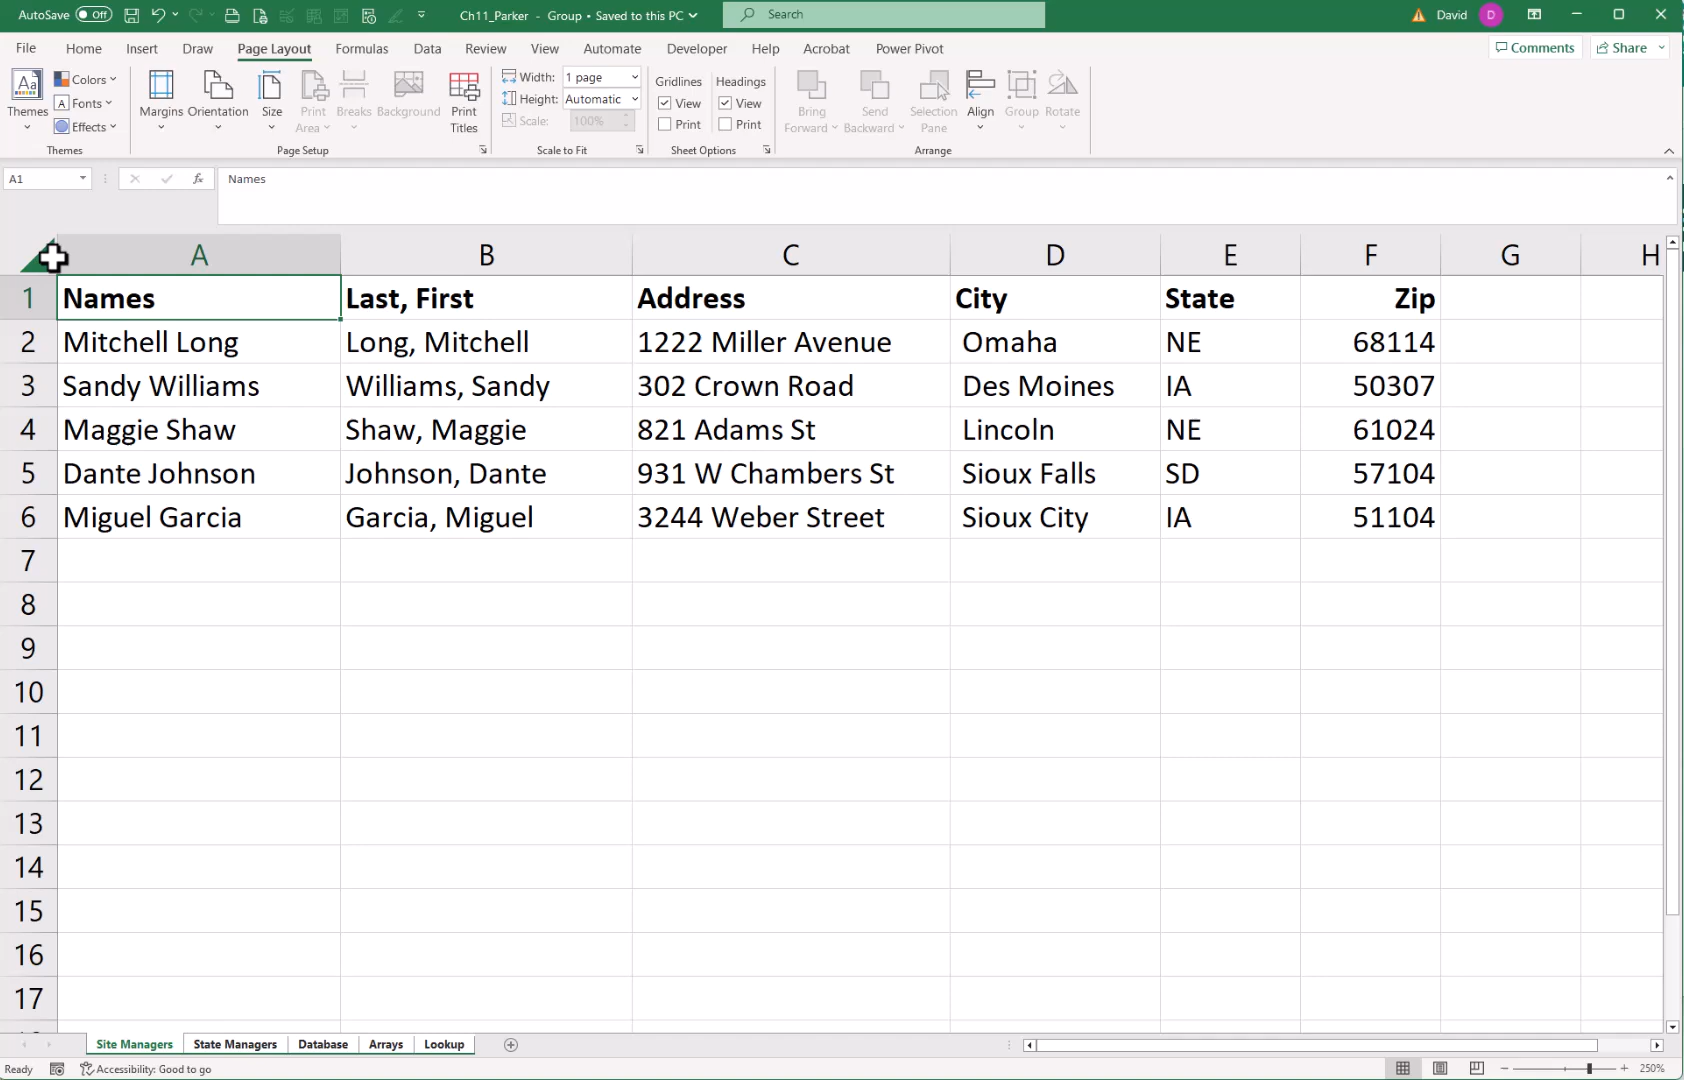 AutoSave Off Ch11_Parker - Group • Saved to this PC Search David D
File Home Insert Draw Page Layout Formulas Data Review View Automate Developer Help Acrobat Power Pivot Comments Share
Aa Themes Colors Margins Orientation Size Print Area Breaks Background Print Titles Width: 1 page Gridlines Headings Bring Forward Send Backward Selection Pane Align Group Rotate
A Fonts Height: Automatic View View
Effects Scale: 100% Print Print
Themes Page Setup Scale to Fit Sheet Options Arrange
A1 fx Names
A B C D E F G H
1 Names Last, First Address City State Zip
2 Mitchell Long Long, Mitchell 1222 Miller Avenue Omaha NE 68114
3 Sandy Williams Williams, Sandy 302 Crown Road Des Moines IA 50307
4 Maggie Shaw Shaw, Maggie 821 Adams St Lincoln NE 61024
5 Dante Johnson Johnson, Dante 931 W Chambers St Sioux Falls SD 57104
6 Miguel Garcia Garcia, Miguel 3244 Weber Street Sioux City IA 51104
7
8
9
10
11
12
13
14
15
16
17
Site Managers State Managers Database Arrays Lookup
Ready Accessibility: Good to go 250%